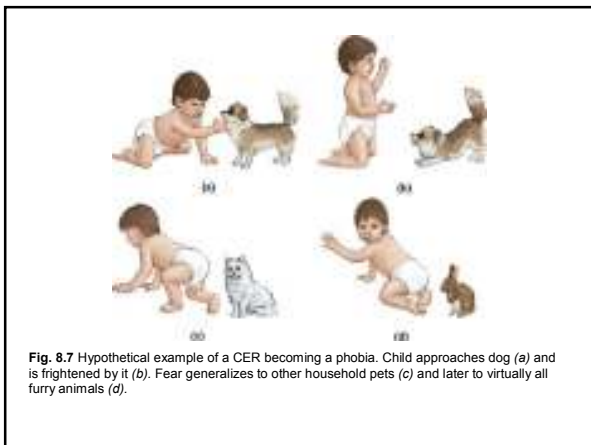 (a)
(b)
(c)
(d)
Fig. 8.7 Hypothetical example of a CER becoming a phobia. Child approaches dog (a) and
is frightened by it (b). Fear generalizes to other household pets (c) and later to virtually all
furry animals (d).